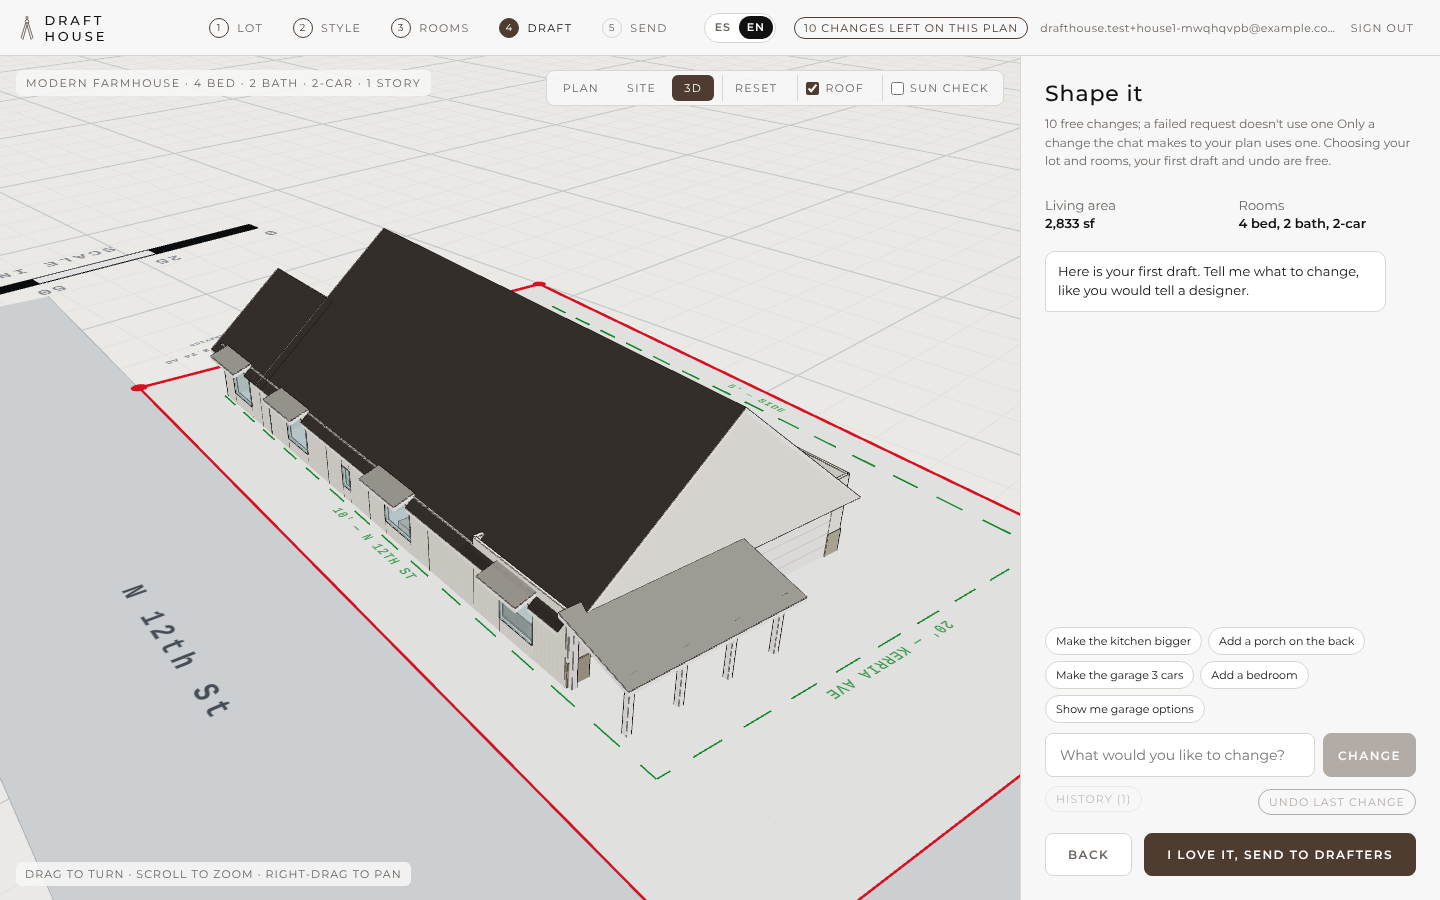 DRAFT
HOUSE
1 LOT
2 STYLE
3 ROOMS
4 DRAFT
5 SEND
ES EN
10 CHANGES LEFT ON THIS PLAN
drafthouse.test+house1-mwqhqvpb@example.co...
SIGN OUT
MODERN FARMHOUSE · 4 BED · 2 BATH · 2-CAR · 1 STORY
PLAN SITE 3D RESET ROOF SUN CHECK
Shape it
10 free changes; a failed request doesn't use one Only a
change the chat makes to your plan uses one. Choosing your
lot and rooms, your first draft and undo are free.
Living area
2,833 sf
Rooms
4 bed, 2 bath, 2-car
Here is your first draft. Tell me what to change,
like you would tell a designer.
0
25
50
8' – SIDE
10' – N 12TH ST
20' – KERRIA AVE
N 12th St
Make the kitchen bigger
Add a porch on the back
Make the garage 3 cars
Add a bedroom
Show me garage options
What would you like to change?
CHANGE
HISTORY (1)
UNDO LAST CHANGE
BACK
I LOVE IT, SEND TO DRAFTERS
DRAG TO TURN · SCROLL TO ZOOM · RIGHT-DRAG TO PAN